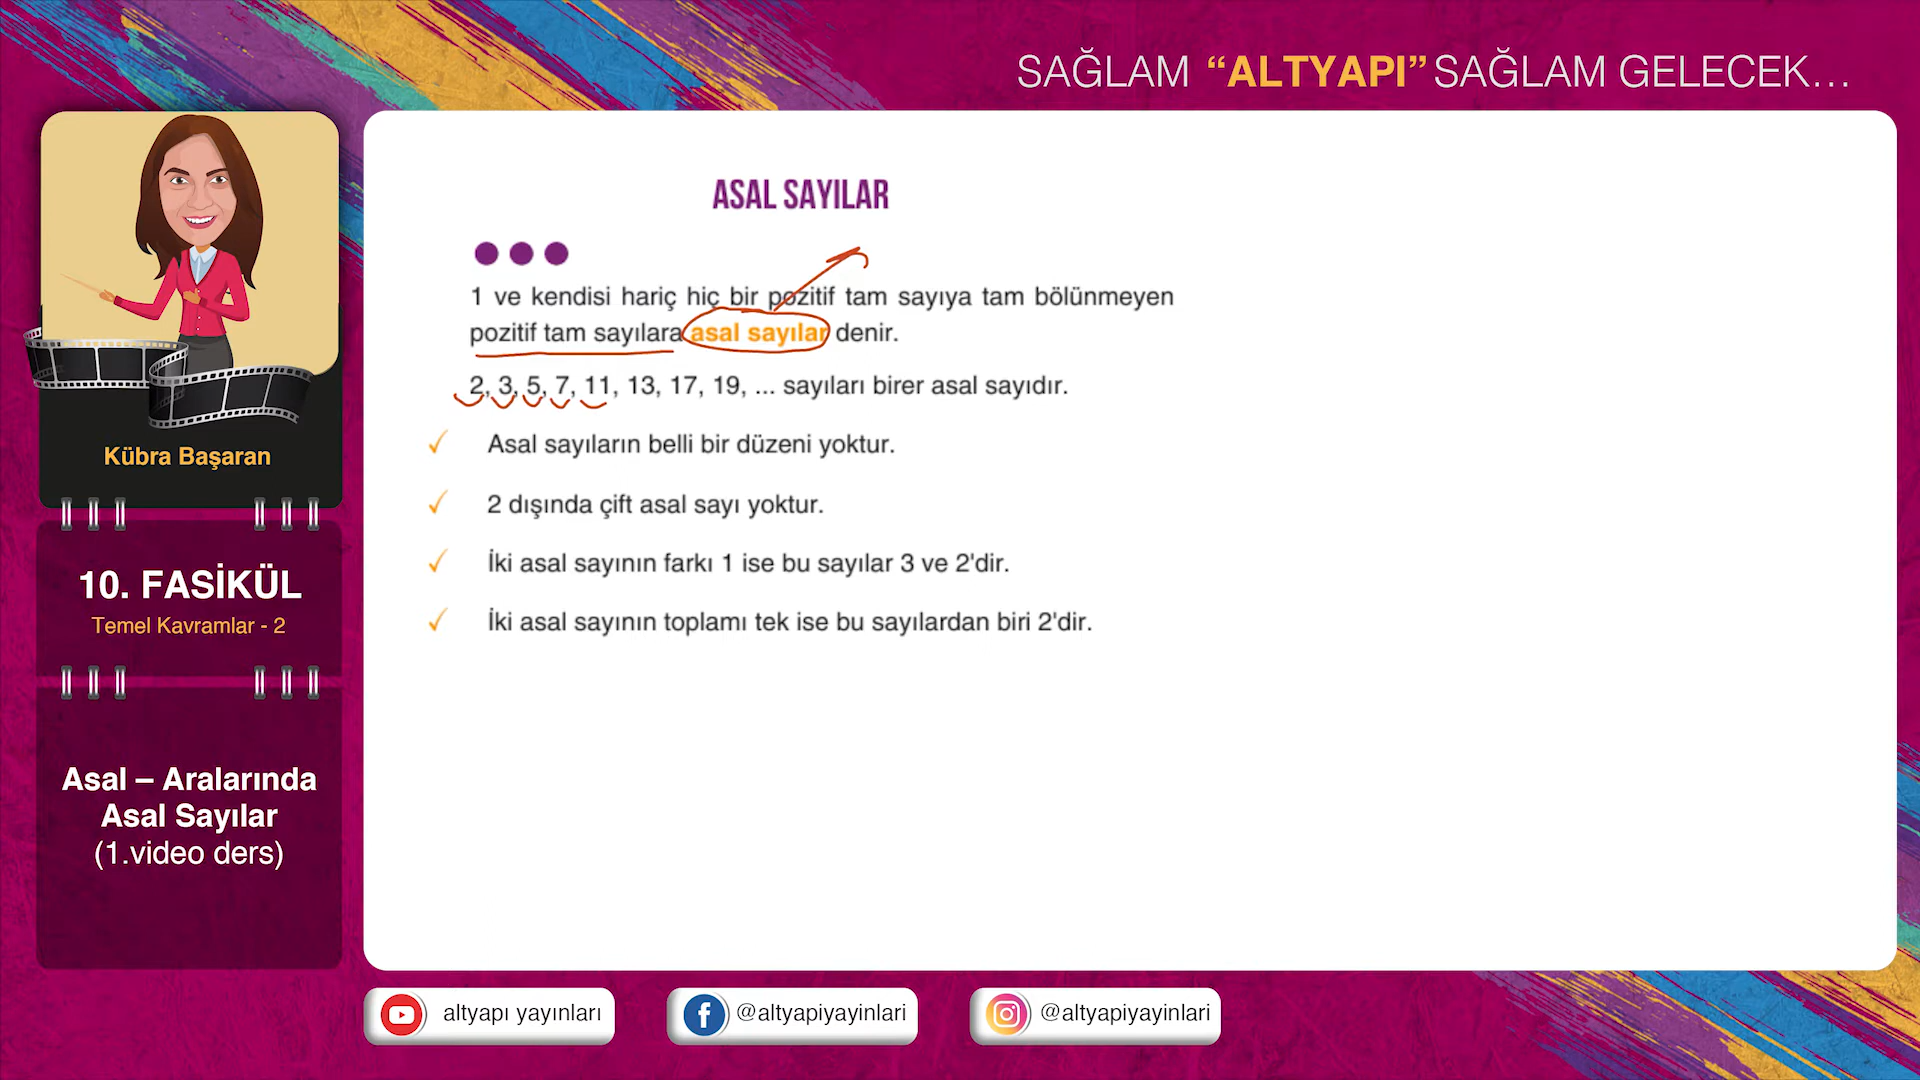 SAĞLAM “ALTYAPI” SAĞLAM GELECEK...
Kübra Başaran
10. FASİKÜL
Temel Kavramlar - 2
Asal – Aralarında
Asal Sayılar
(1.video ders)
ASAL SAYILAR
1 ve kendisi hariç hiç bir pozitif tam sayıya tam bölünmeyen
pozitif tam sayılara asal sayılar denir.
2, 3, 5, 7, 11, 13, 17, 19, ... sayıları birer asal sayıdır.
✓ Asal sayıların belli bir düzeni yoktur.
✓ 2 dışında çift asal sayı yoktur.
✓ İki asal sayının farkı 1 ise bu sayılar 3 ve 2'dir.
✓ İki asal sayının toplamı tek ise bu sayılardan biri 2'dir.
altyapı yayınları
@altyapiyayinlari
@altyapiyayinlari